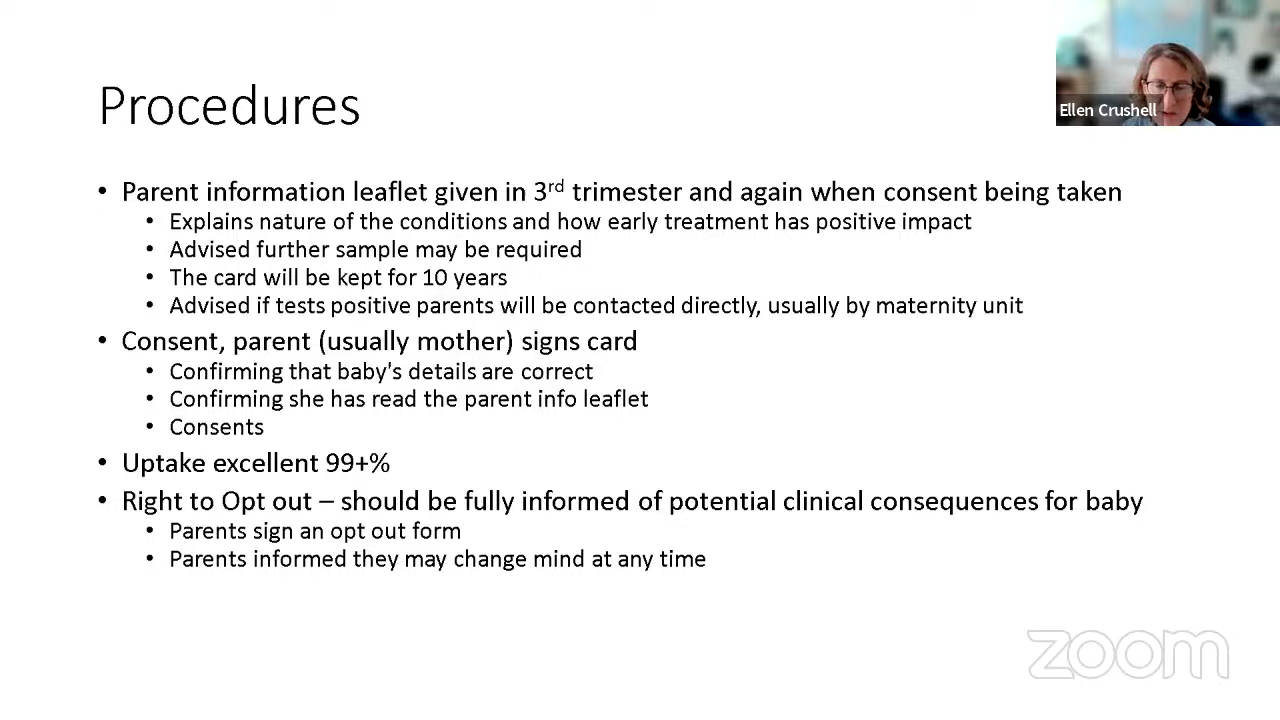 Procedures
Ellen Crushell
• Parent information leaflet given in 3rd trimester and again when consent being taken
• Explains nature of the conditions and how early treatment has positive impact
• Advised further sample may be required
• The card will be kept for 10 years
• Advised if tests positive parents will be contacted directly, usually by maternity unit
• Consent, parent (usually mother) signs card
• Confirming that baby's details are correct
• Confirming she has read the parent info leaflet
• Consents
• Uptake excellent 99+%
• Right to Opt out – should be fully informed of potential clinical consequences for baby
• Parents sign an opt out form
• Parents informed they may change mind at any time
zoom